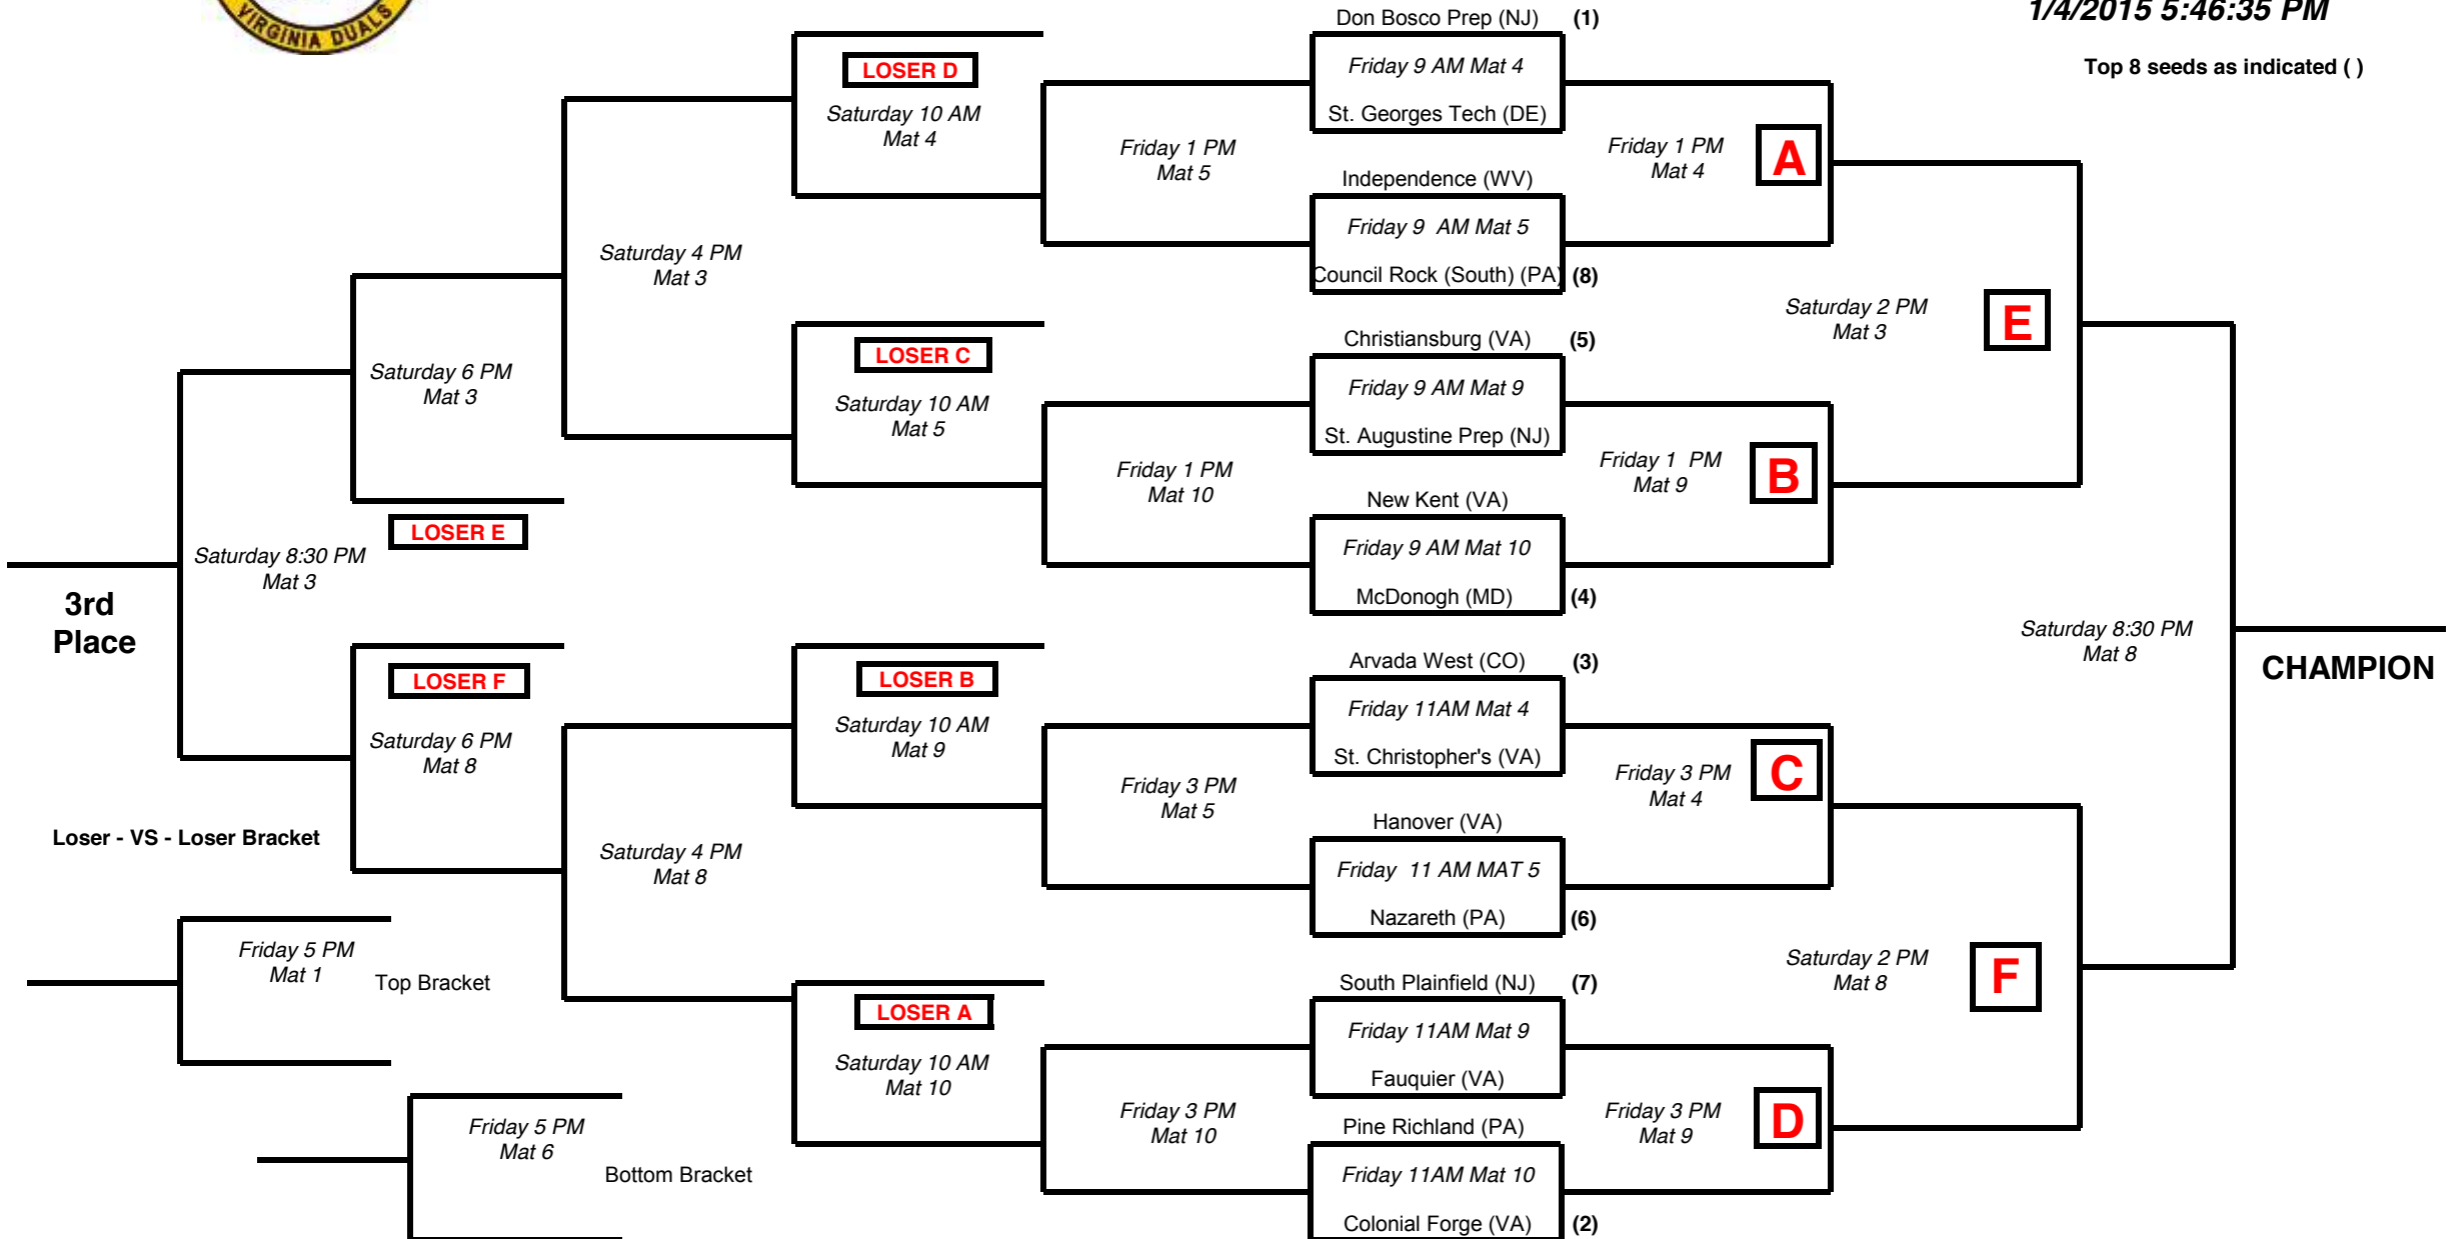 VIRGINIA DUALS
1/4/2015 5:46:35 PM
Top 8 seeds as indicated ( )
Don Bosco Prep (NJ) (1)
Friday 9 AM Mat 4
St. Georges Tech (DE)
Independence (WV)
Friday 9 AM Mat 5
Council Rock (South) (PA) (8)
Christiansburg (VA) (5)
Friday 9 AM Mat 9
St. Augustine Prep (NJ)
New Kent (VA)
Friday 9 AM Mat 10
McDonogh (MD) (4)
Arvada West (CO) (3)
Friday 11AM Mat 4
St. Christopher's (VA)
Hanover (VA)
Friday 11 AM MAT 5
Nazareth (PA) (6)
South Plainfield (NJ) (7)
Friday 11AM Mat 9
Fauquier (VA)
Pine Richland (PA)
Friday 11AM Mat 10
Colonial Forge (VA) (2)
Friday 1 PM
Mat 4
A
Friday 1 PM
Mat 9
B
Friday 3 PM
Mat 4
C
Friday 3 PM
Mat 9
D
Saturday 2 PM
Mat 3
E
Saturday 2 PM
Mat 8
F
Saturday 8:30 PM
Mat 8
CHAMPION
Friday 1 PM
Mat 5
Friday 1 PM
Mat 10
Friday 3 PM
Mat 5
Friday 3 PM
Mat 10
LOSER D
Saturday 10 AM
Mat 4
LOSER C
Saturday 10 AM
Mat 5
LOSER B
Saturday 10 AM
Mat 9
LOSER A
Saturday 10 AM
Mat 10
Saturday 4 PM
Mat 3
Saturday 4 PM
Mat 8
Saturday 6 PM
Mat 3
LOSER E
LOSER F
Saturday 6 PM
Mat 8
Saturday 8:30 PM
Mat 3
3rd
Place
Loser - VS - Loser Bracket
Friday 5 PM
Mat 1
Top Bracket
Friday 5 PM
Mat 6
Bottom Bracket